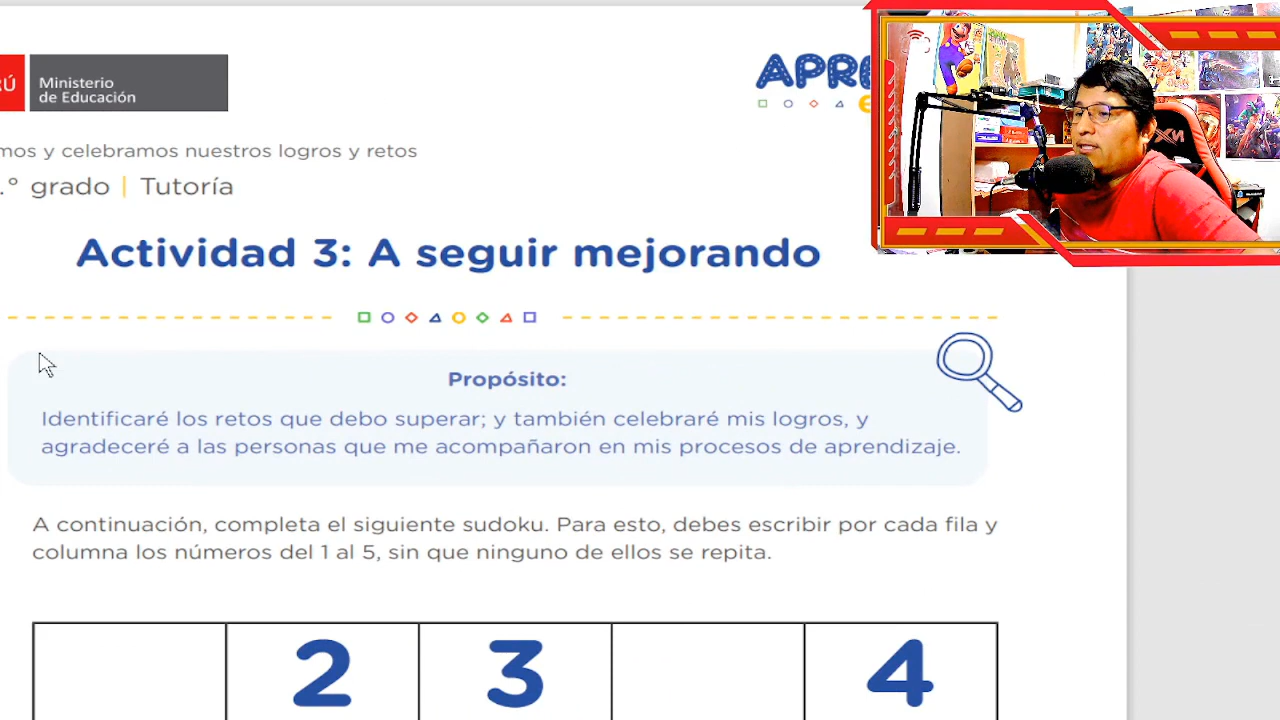 Ministerio
de Educación
mos y celebramos nuestros logros y retos
.° grado | Tutoría
Actividad 3: A seguir mejorando
Propósito:
Identificaré los retos que debo superar; y también celebraré mis logros, y
agradeceré a las personas que me acompañaron en mis procesos de aprendizaje.
A continuación, completa el siguiente sudoku. Para esto, debes escribir por cada fila y
columna los números del 1 al 5, sin que ninguno de ellos se repita.
2 3 4